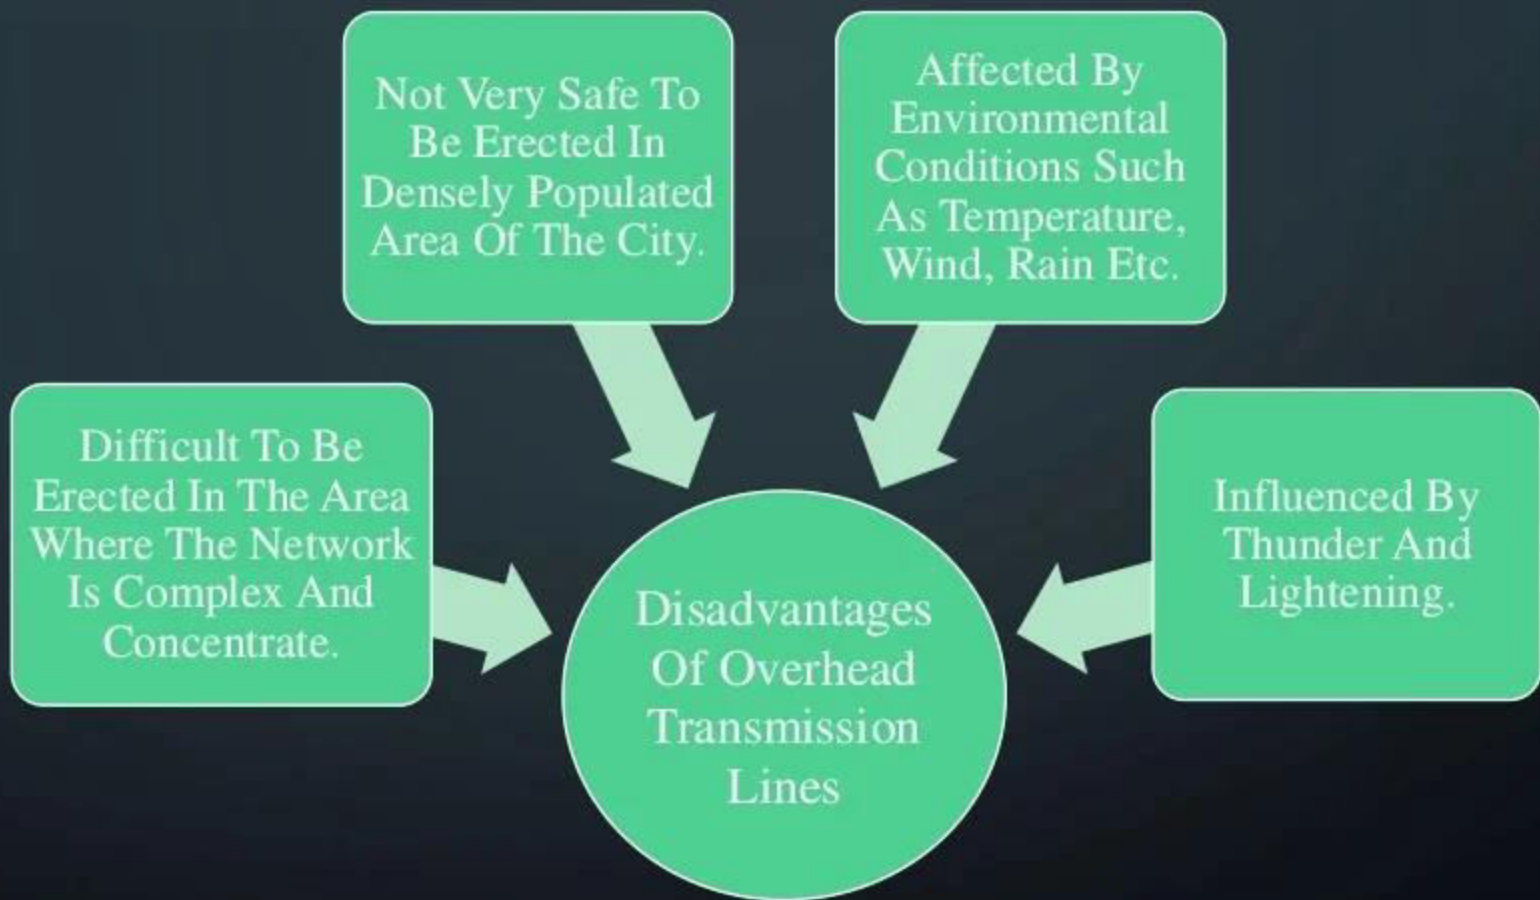 Not Very Safe To
Be Erected In
Densely Populated
Area Of The City.
Affected By
Environmental
Conditions Such
As Temperature,
Wind, Rain Etc.
Difficult To Be
Erected In The Area
Where The Network
Is Complex And
Concentrate.
Influenced By
Thunder And
Lightening.
Disadvantages
Of Overhead
Transmission
Lines